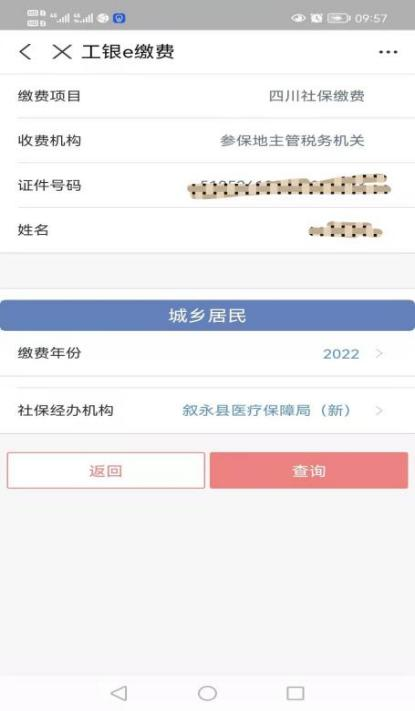 09:57
工银e缴费
缴费项目 四川社保缴费
收费机构 参保地主管税务机关
证件号码
姓名
城乡居民
缴费年份 2022
社保经办机构 叙永县医疗保障局（新）
返回 查询